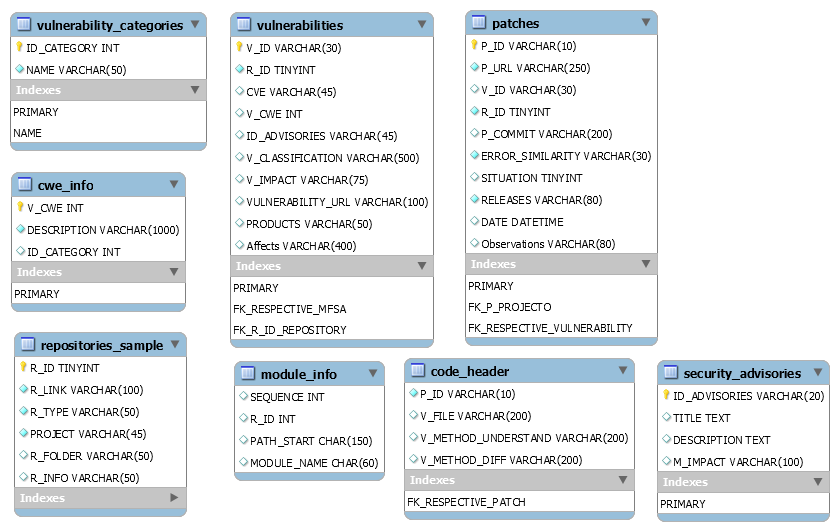 vulnerability_categories
ID_CATEGORY INT
NAME VARCHAR(50)
Indexes
PRIMARY
NAME
vulnerabilities
V_ID VARCHAR(30)
R_ID TINYINT
CVE VARCHAR(45)
V_CWE INT
ID_ADVISORIES VARCHAR(45)
V_CLASSIFICATION VARCHAR(500)
V_IMPACT VARCHAR(75)
VULNERABILITY_URL VARCHAR(100)
PRODUCTS VARCHAR(50)
Affects VARCHAR(400)
Indexes
PRIMARY
FK_RESPECTIVE_MFSA
FK_R_ID_REPOSITORY
patches
P_ID VARCHAR(10)
P_URL VARCHAR(250)
V_ID VARCHAR(30)
R_ID TINYINT
P_COMMIT VARCHAR(200)
ERROR_SIMILARITY VARCHAR(30)
SITUATION TINYINT
RELEASES VARCHAR(80)
DATE DATETIME
Observations VARCHAR(80)
Indexes
PRIMARY
FK_P_PROJECTO
FK_RESPECTIVE_VULNERABILITY
cwe_info
V_CWE INT
DESCRIPTION VARCHAR(1000)
ID_CATEGORY INT
Indexes
PRIMARY
repositories_sample
R_ID TINYINT
R_LINK VARCHAR(100)
R_TYPE VARCHAR(50)
PROJECT VARCHAR(45)
R_FOLDER VARCHAR(50)
R_INFO VARCHAR(50)
Indexes
module_info
SEQUENCE INT
R_ID INT
PATH_START CHAR(150)
MODULE_NAME CHAR(60)
code_header
P_ID VARCHAR(10)
V_FILE VARCHAR(200)
V_METHOD_UNDERSTAND VARCHAR(200)
V_METHOD_DIFF VARCHAR(200)
Indexes
FK_RESPECTIVE_PATCH
security_advisories
ID_ADVISORIES VARCHAR(20)
TITLE TEXT
DESCRIPTION TEXT
M_IMPACT VARCHAR(100)
Indexes
PRIMARY